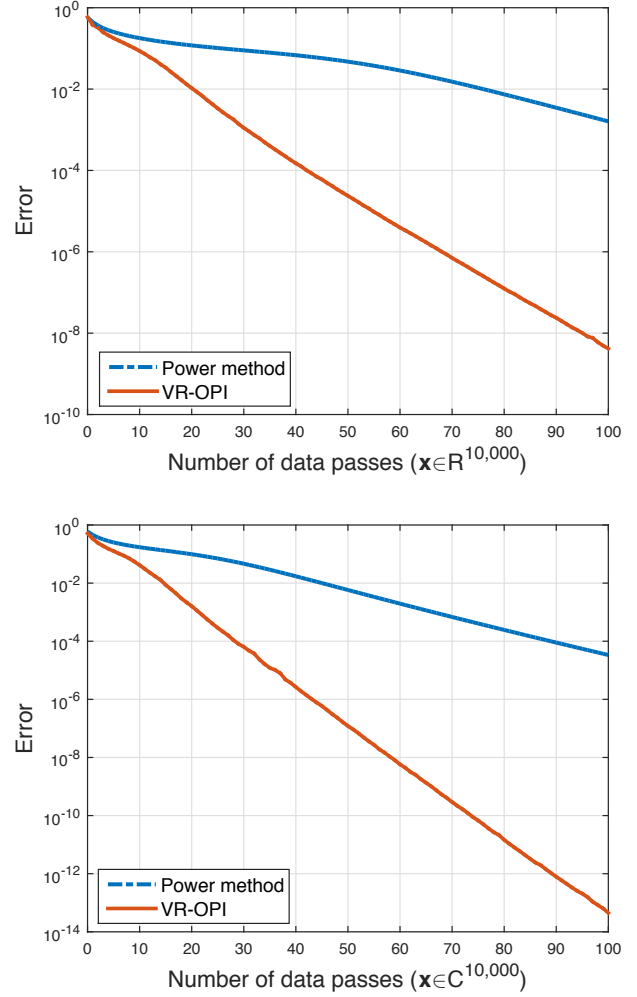 10^0
10^-2
10^-4
10^-6
10^-8
10^-10
Error
Power method
VR-OPI
0 10 20 30 40 50 60 70 80 90 100
Number of data passes (x∈R^10,000)
10^0
10^-2
10^-4
10^-6
10^-8
10^-10
10^-12
10^-14
Error
Power method
VR-OPI
0 10 20 30 40 50 60 70 80 90 100
Number of data passes (x∈C^10,000)